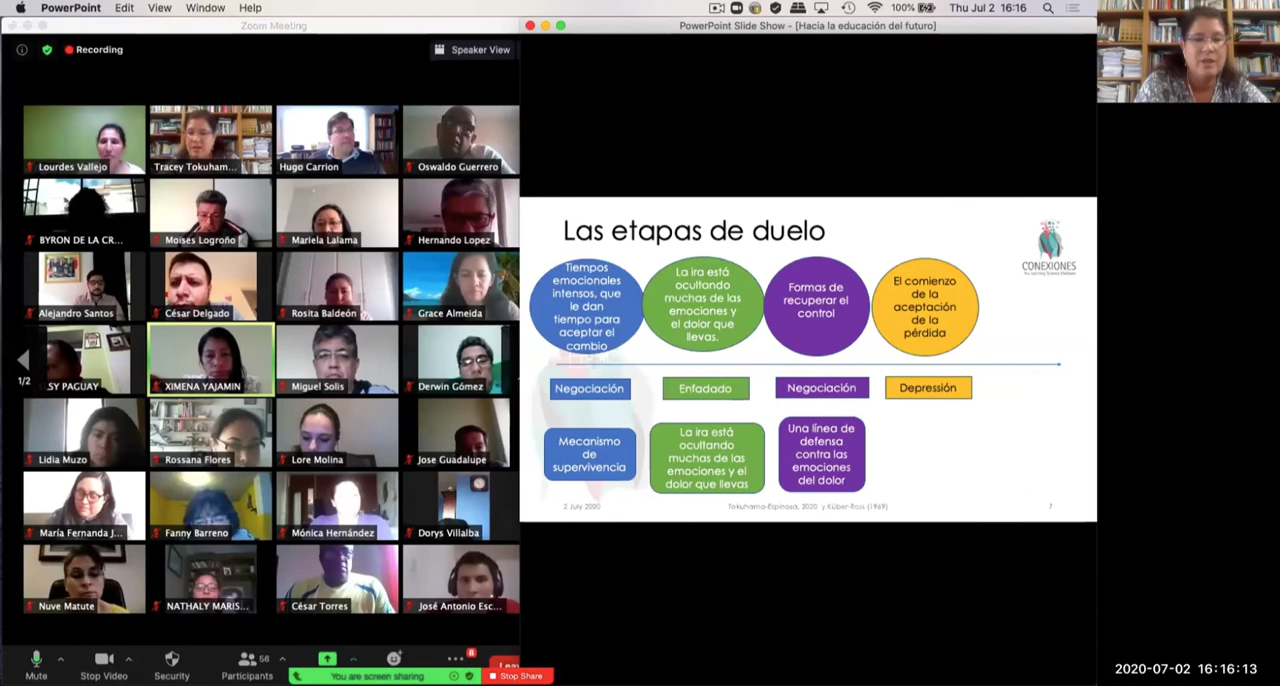 PowerPoint Edit View Window Help
100% Thu Jul 2 16:16
Zoom Meeting
PowerPoint Slide Show - [Hacia la educación del futuro]
Recording
Speaker View
Lourdes Vallejo
Tracey Tokuham...
Hugo Carrion
Oswaldo Guerrero
BYRON DE LA CR...
Moises Logroño
Mariela Lalama
Hernando Lopez
Alejandro Santos
César Delgado
Rosita Baldeón
Grace Almeida
1/2
SY PAGUAY
XIMENA YAJAMIN
Miguel Solis
Derwin Gómez
Lidia Muzo
Rossana Flores
Lore Molina
Jose Guadalupe
María Fernanda J...
Fanny Barreno
Mónica Hernández
Dorys Villalba
Nuve Matute
NATHALY MARIS...
César Torres
José Antonio Esc...
Mute
Stop Video
Security
56
Participants
8
You are screen sharing
Stop Share
Las etapas de duelo
CONEXIONES
Tiempos
emocionales
intensos, que
le dan
tiempo para
aceptar el
cambio
La ira está
ocultando
muchas de las
emociones y
el dolor que
llevas.
Formas de
recuperar el
control
El comienzo
de la
aceptación
de la
pérdida
Negociación
Enfadado
Negociación
Depressión
Mecanismo
de
supervivencia
La ira está
ocultando
muchas de las
emociones y el
dolor que llevas
Una línea de
defensa
contra las
emociones
del dolor
2 July 2020
Tokuhama-Espinosa, 2020 y Küber-Ross (1969)
7
2020-07-02 16:16:13